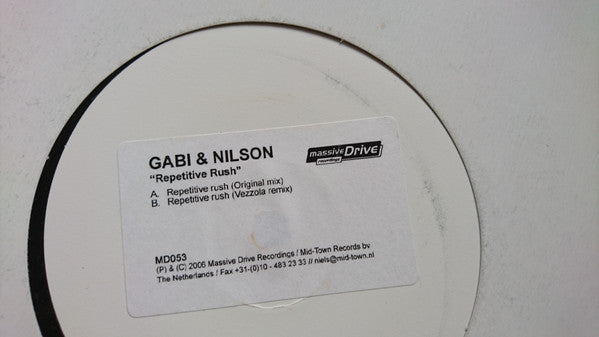 GABI & NILSON
"Repetitive Rush"
massive Drive
recordings
A. Repetitive rush (Original mix)
B. Repetitive rush (Vezzola remix)
MD053
(P) & (C) 2006 Massive Drive Recordings / Mid-Town Records bv
The Netherlands / Fax +31-(0)10 - 483 23 33 // niels@mid-town.nl